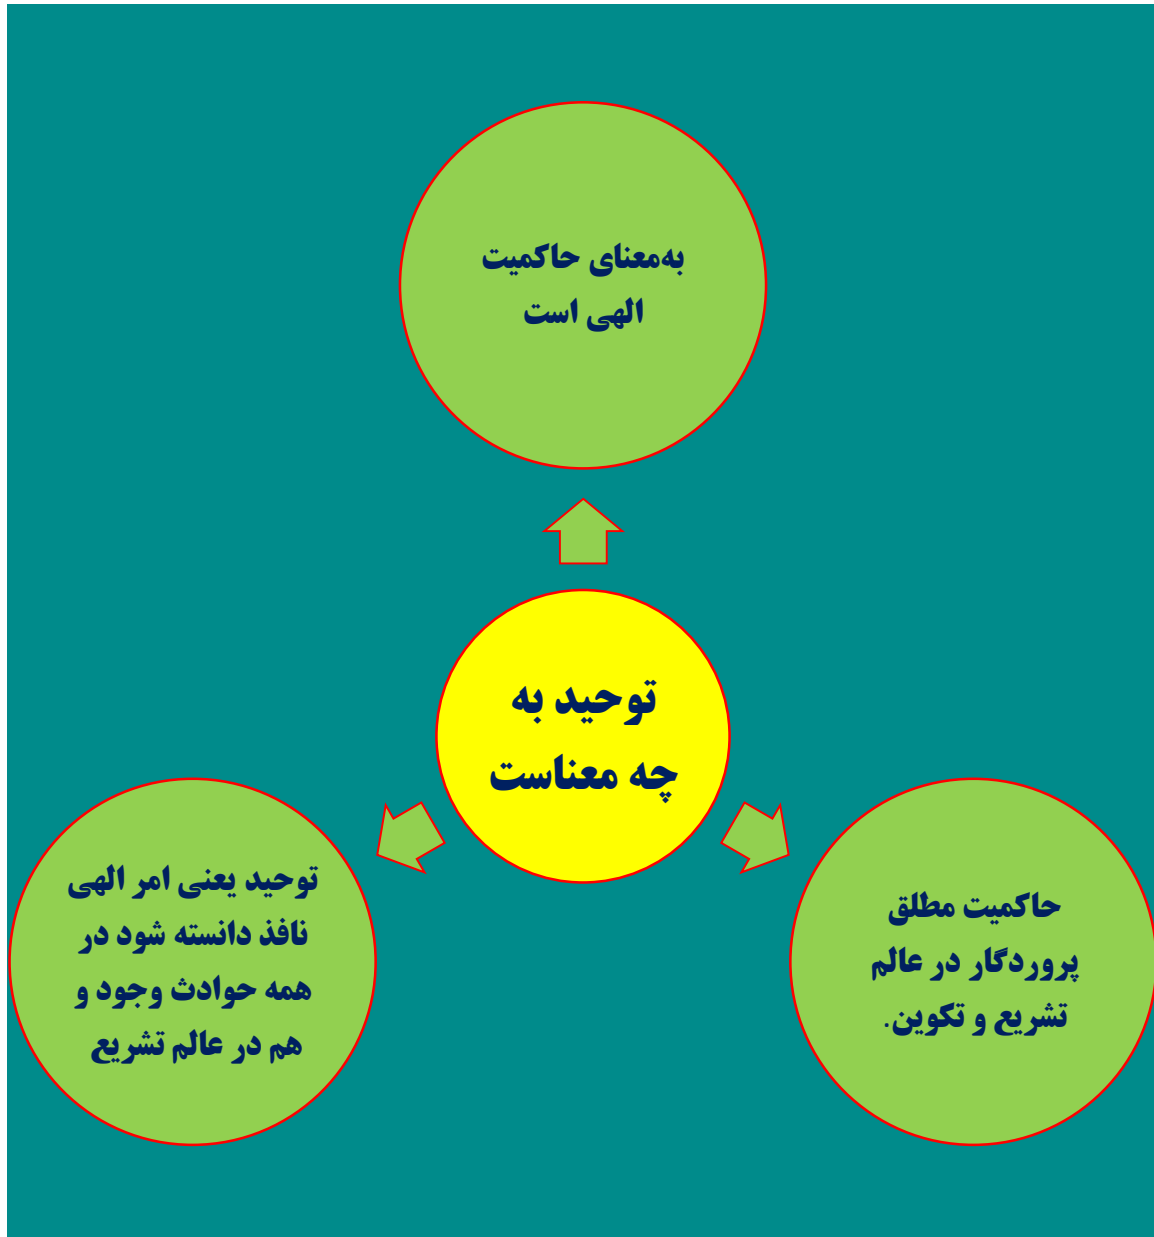 به‌معنای حاکمیت
الهی است
توحید به
چه معناست
حاکمیت مطلق
پروردگار در عالم
تشریع و تکوین.
توحید یعنی امر الهی
نافذ دانسته شود در
همه حوادث وجود و
هم در عالم تشریع